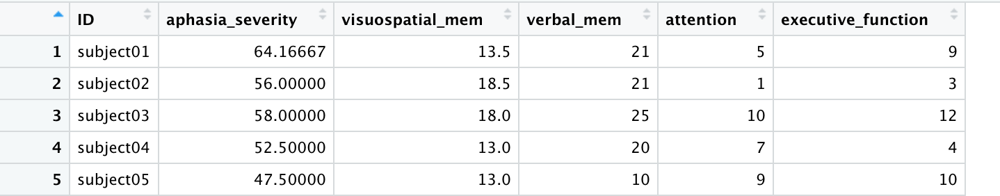 ID aphasia_severity visuospatial_mem verbal_mem attention executive_function
1 subject01 64.16667 13.5 21 5 9
2 subject02 56.00000 18.5 21 1 3
3 subject03 58.00000 18.0 25 10 12
4 subject04 52.50000 13.0 20 7 4
5 subject05 47.50000 13.0 10 9 10